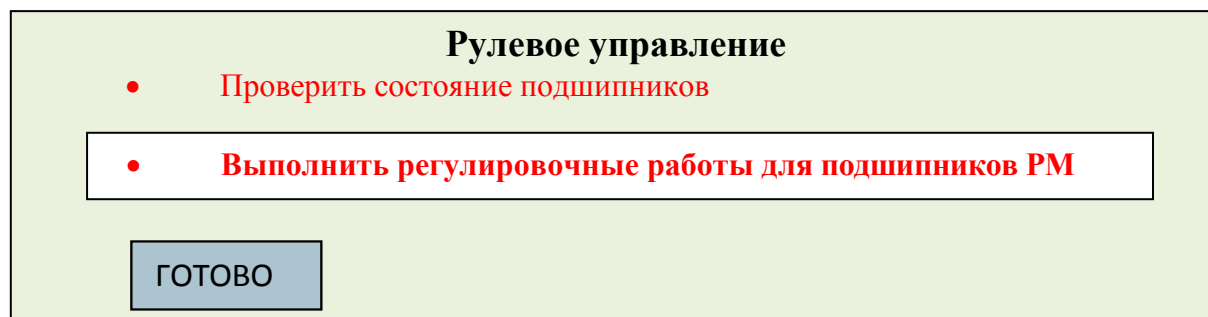 Рулевое управление
• Проверить состояние подшипников
• Выполнить регулировочные работы для подшипников РМ
ГОТОВО